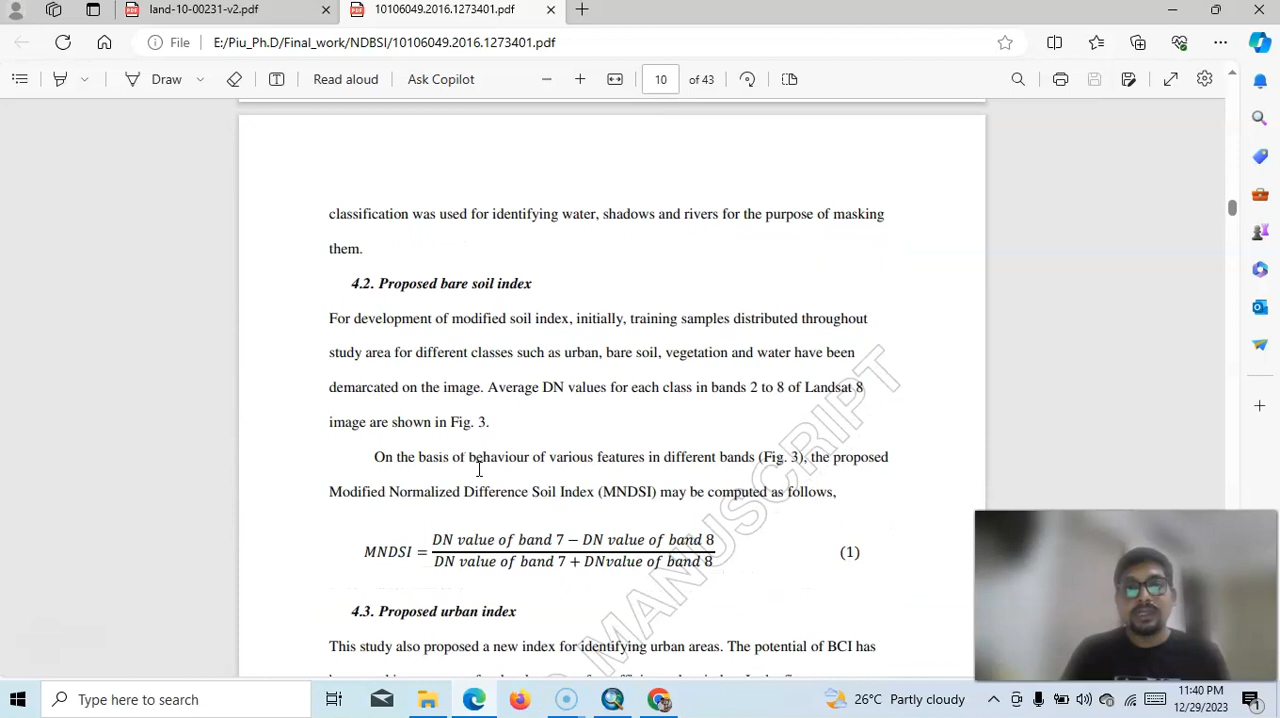 land-10-00231-v2.pdf
10106049.2016.1273401.pdf
File E:/Piu_Ph.D/Final_work/NDBSI/10106049.2016.1273401.pdf
Draw Read aloud Ask Copilot 10 of 43
classification was used for identifying water, shadows and rivers for the purpose of masking
them.
4.2. Proposed bare soil index
For development of modified soil index, initially, training samples distributed throughout
study area for different classes such as urban, bare soil, vegetation and water have been
demarcated on the image. Average DN values for each class in bands 2 to 8 of Landsat 8
image are shown in Fig. 3.
On the basis of behaviour of various features in different bands (Fig. 3), the proposed
Modified Normalized Difference Soil Index (MNDSI) may be computed as follows,
DN value of band 7 − DN value of band 8
MNDSI = (1)
DN value of band 7 + DNvalue of band 8
4.3. Proposed urban index
This study also proposed a new index for identifying urban areas. The potential of BCI has
MANUSCRIPT
Type here to search
26°C Partly cloudy
11:40 PM
12/29/2023
1